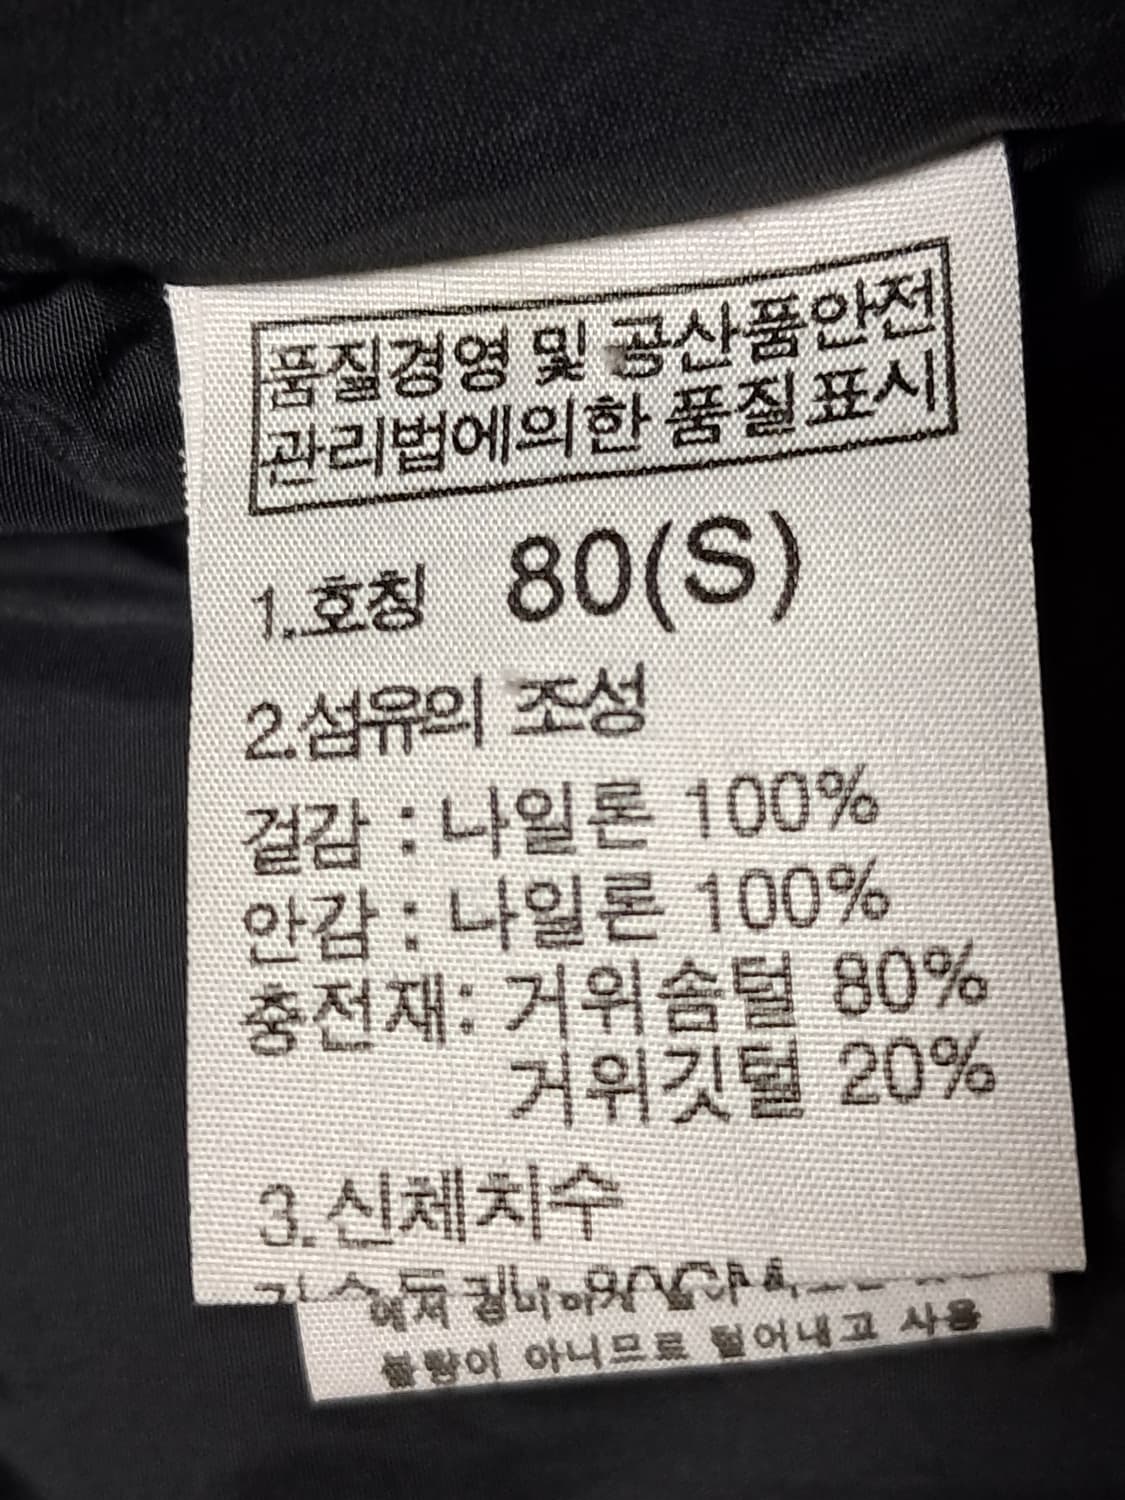 품질경영 및 공산품안전
관리법에의한 품질표시
1.호칭 80(S)
2.섬유의 조성
겉감 : 나일론 100%
안감 : 나일론 100%
충전재: 거위솜털 80%
거위깃털 20%
3.신체치수
불량이 아니므로 털어내고 사용